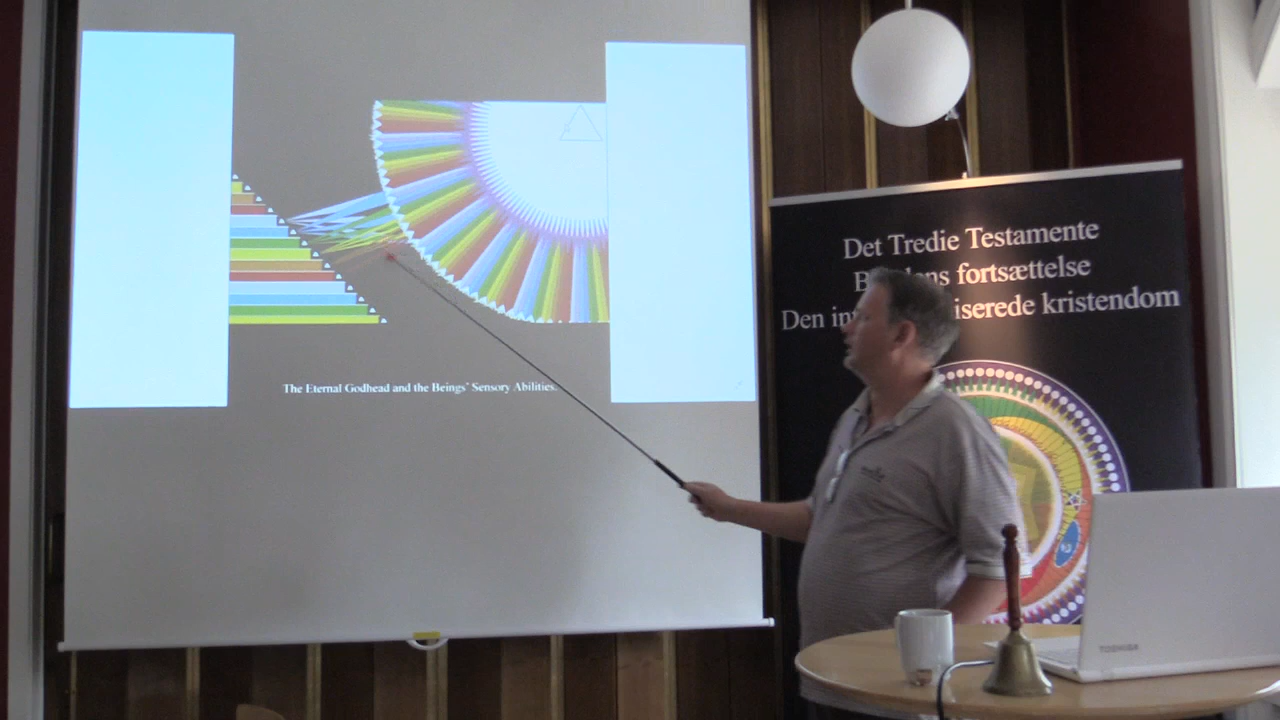 The Eternal Godhead and the Beings' Sensory Abilities.
Det Tredie Testamente
fortsættelse
Den kristendom
TOSHIBA